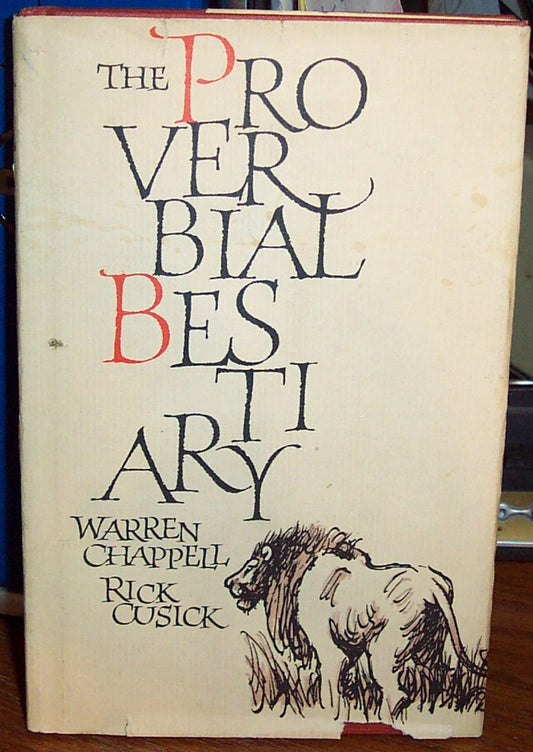 THE PRO
VER
BIAL
BES
TI
ARY
WARREN
CHAPPELL
RICK
CUSICK